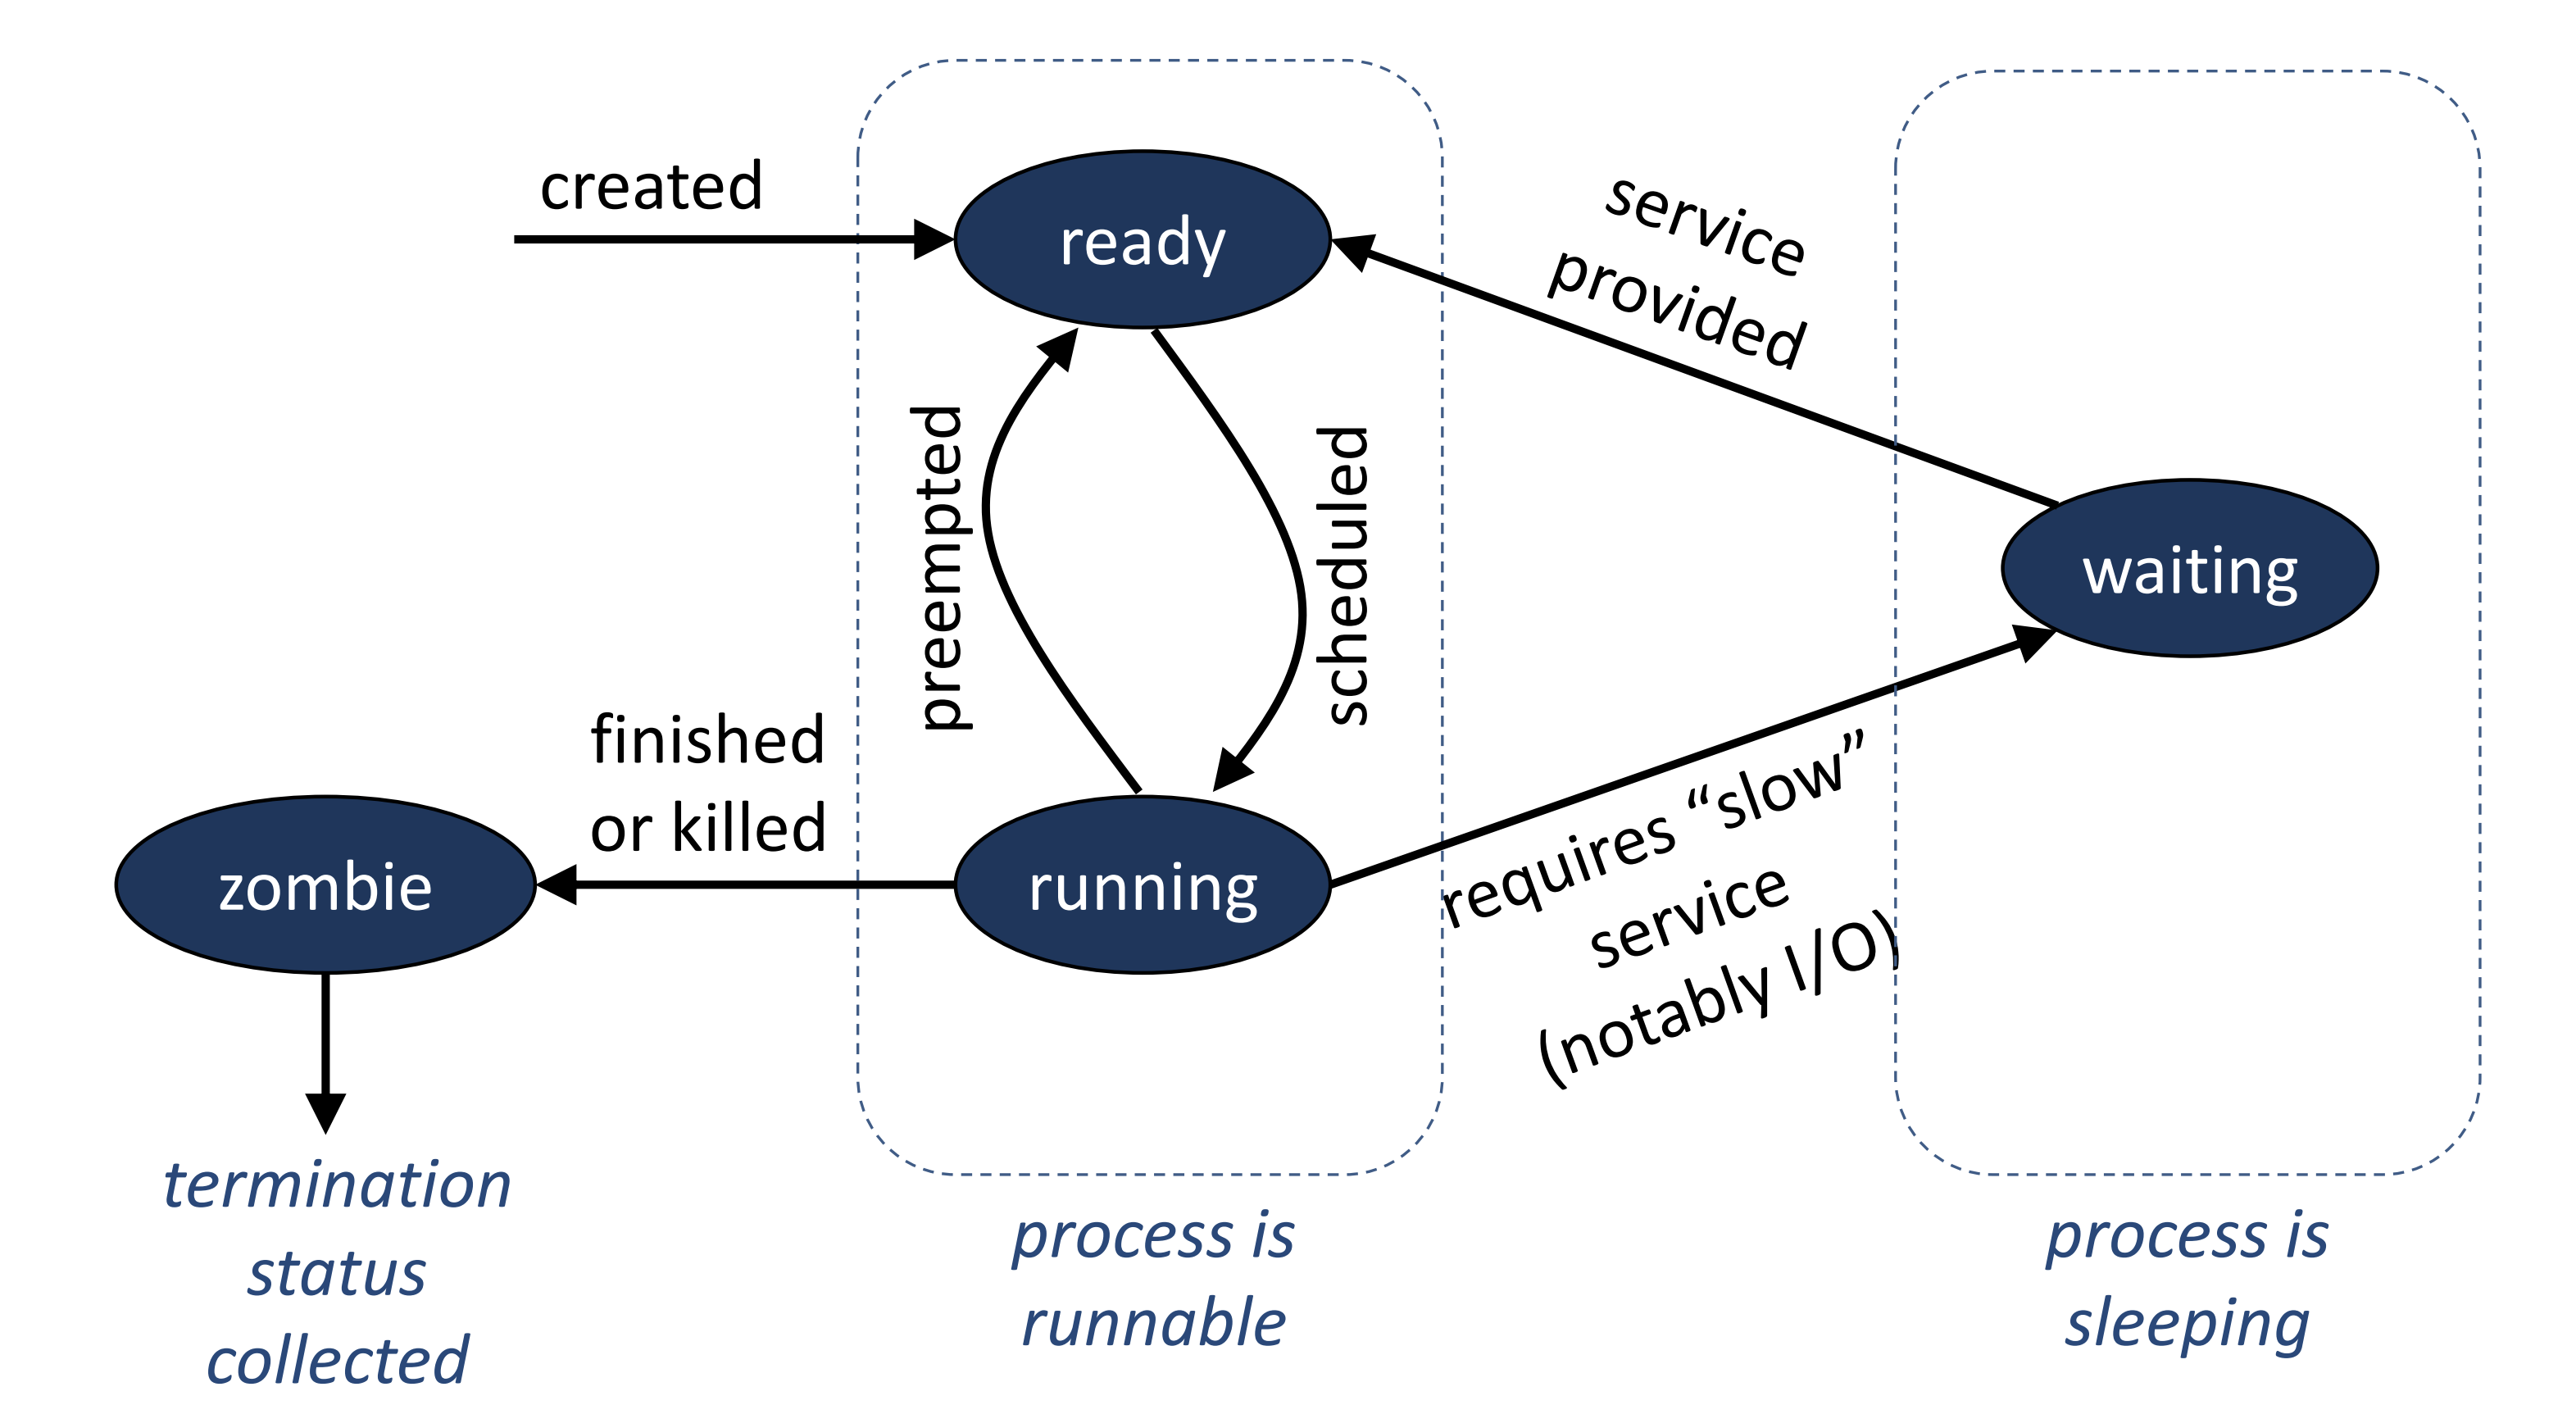 created
ready
service
provided
preempted
scheduled
waiting
finished
or killed
zombie
running
requires “slow”
service
(notably I/O)
termination
status
collected
process is
runnable
process is
sleeping